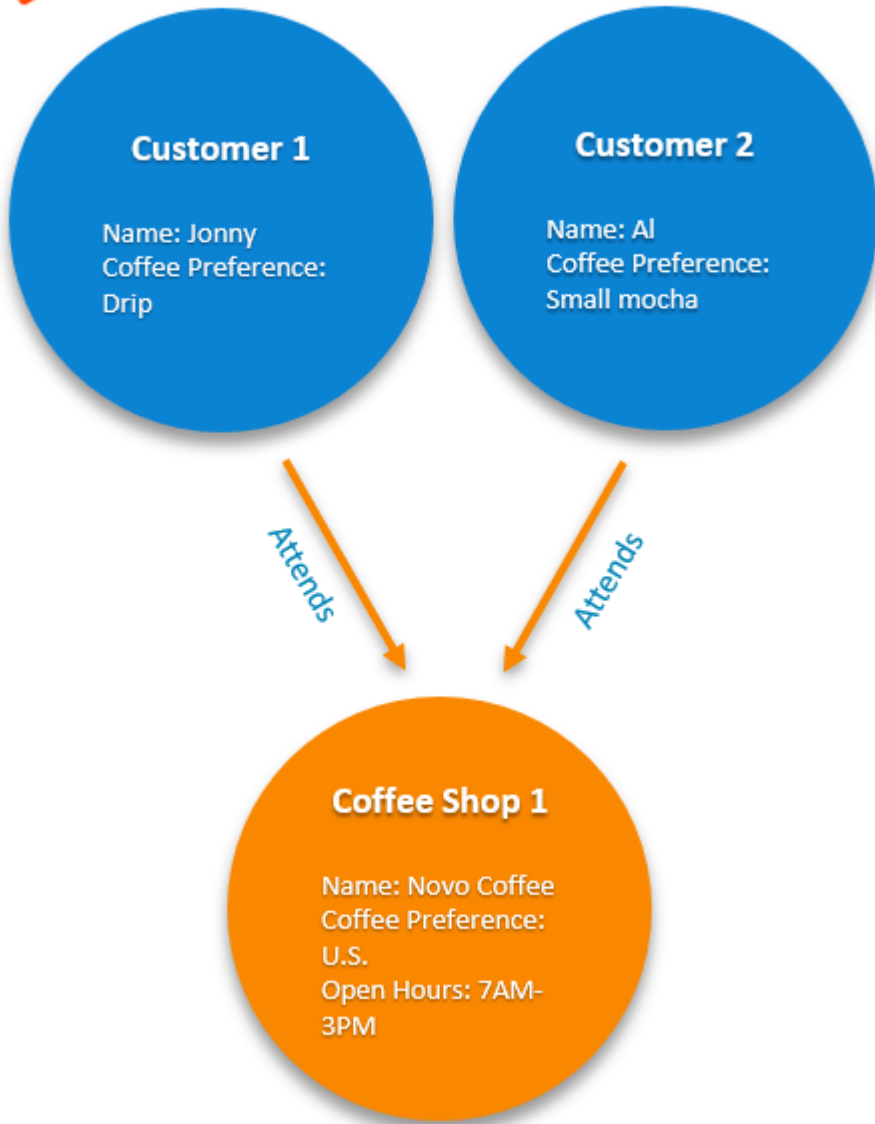 Customer 1
Name: Jonny
Coffee Preference:
Drip
Customer 2
Name: Al
Coffee Preference:
Small mocha
Attends
Attends
Coffee Shop 1
Name: Novo Coffee
Coffee Preference:
U.S.
Open Hours: 7AM-
3PM